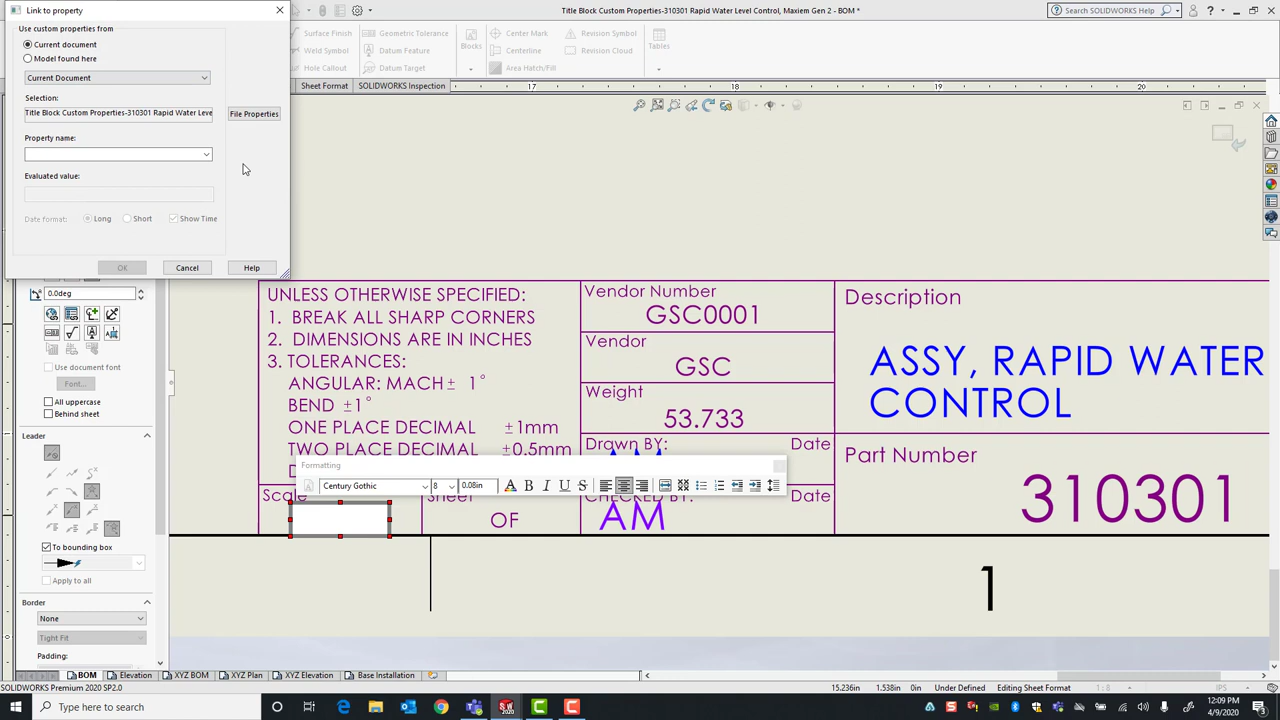 Link to property
Title Block Custom Properties-310301 Rapid Water Level Control, Maxiem Gen 2 - BOM *
Search SOLIDWORKS Help
Use custom properties from
Current document
Model found here
Current Document
Selection:
Title Block Custom Properties-310301 Rapid Water Leve
File Properties
Property name:
Evaluated value:
Date format:
Long
Short
Show Time
OK
Cancel
Help
Surface Finish
Geometric Tolerance
Weld Symbol
Datum Feature
Hole Callout
Datum Target
Blocks
Center Mark
Revision Symbol
Centerline
Revision Cloud
Area Hatch/Fill
Tables
Sheet Format
SOLIDWORKS Inspection
17
18
19
0.0deg
Use document font
Font...
All uppercase
Behind sheet
Leader
To bounding box
Apply to all
Border
None
Tight Fit
Padding:
UNLESS OTHERWISE SPECIFIED:
1. BREAK ALL SHARP CORNERS
2. DIMENSIONS ARE IN INCHES
3. TOLERANCES:
ANGULAR: MACH± 1°
BEND ±1°
ONE PLACE DECIMAL ±1mm
TWO PLACE DECIMAL ±0.5mm
Vendor Number
GSC0001
Vendor
GSC
Weight
53.733
Drawn BY:
Date
Description
ASSY, RAPID WATER
CONTROL
Part Number
310301
Formatting
Century Gothic
8
0.08in
Scale
Sheet
OF
CHECKED BY:
Date
AM
1
BOM
Elevation
XYZ BOM
XYZ Plan
XYZ Elevation
Base Installation
SOLIDWORKS Premium 2020 SP2.0
15.236in
1.538in
Under Defined
Editing Sheet Format
1 : 8
IPS
Type here to search
12:09 PM
4/9/2020